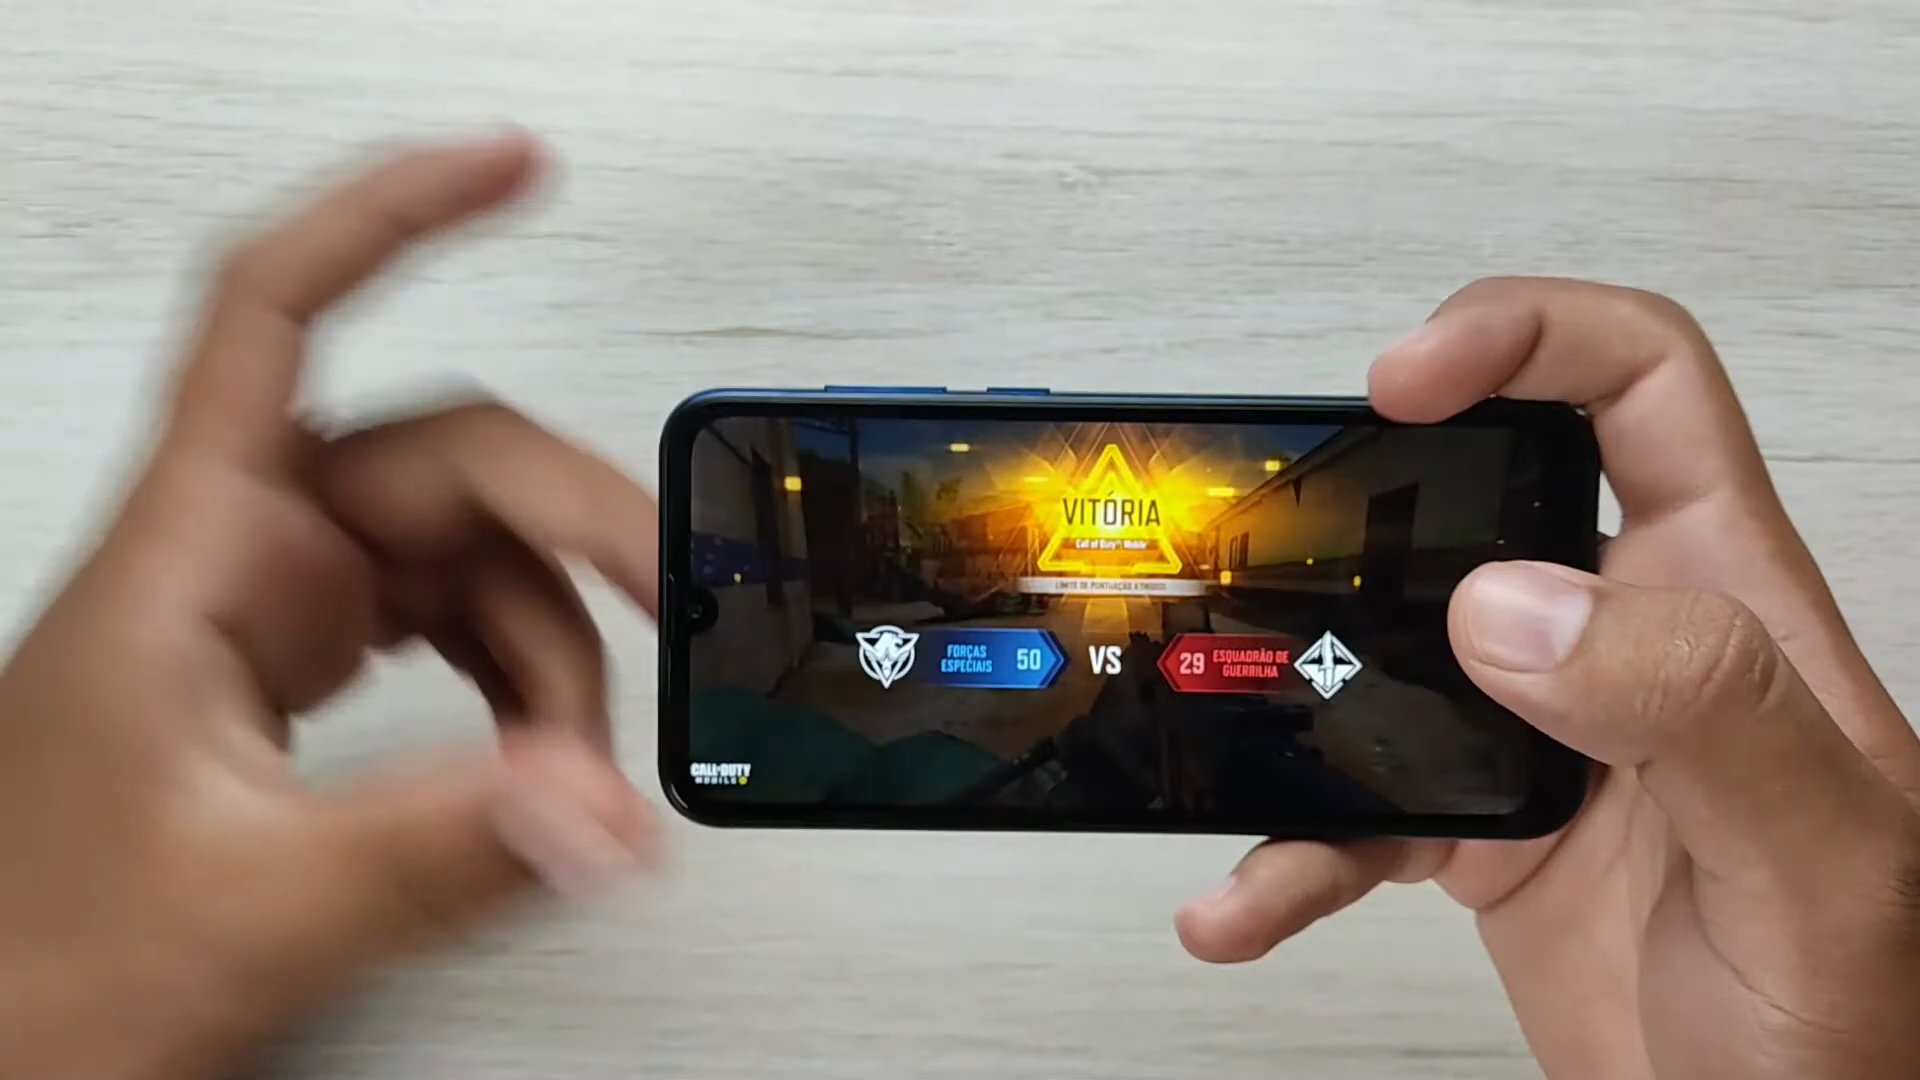 VITÓRIA
Call of Duty: Mobile
LIMITE DE PONTUAÇÃO ATINGIDO
FORÇAS
ESPECIAIS
50
VS
29
ESQUADRÃO DE
GUERRILHA
CALL OF DUTY
MOBILE